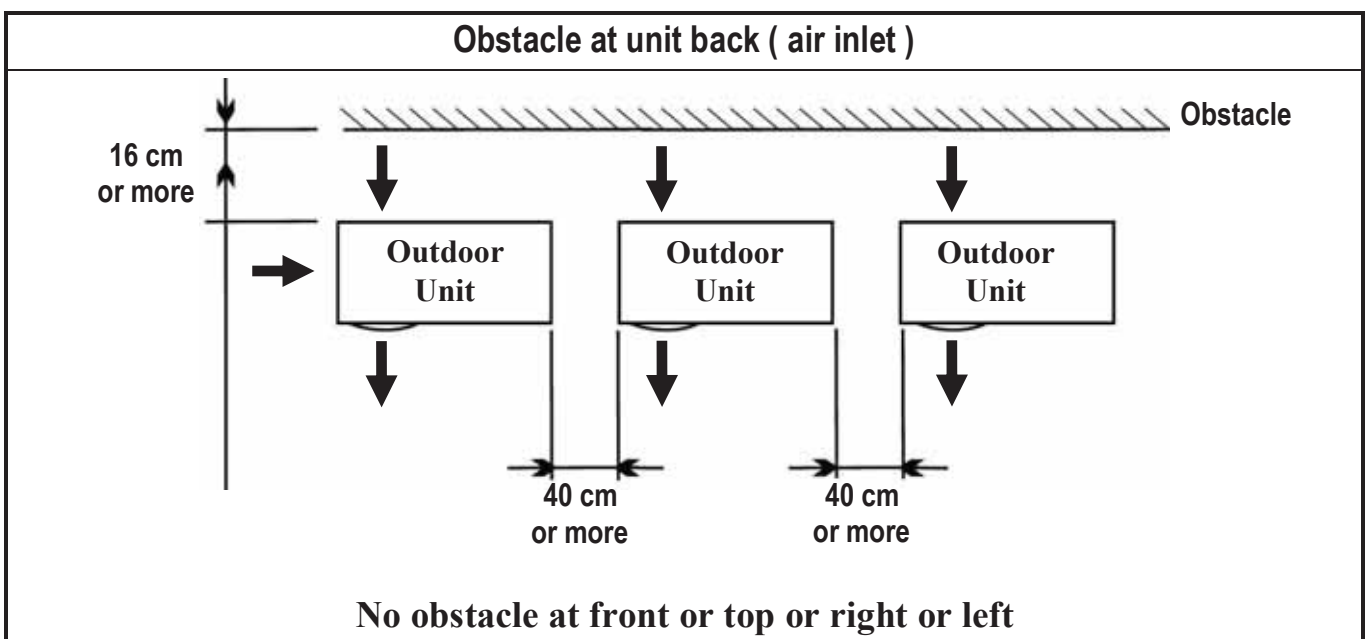 Obstacle at unit back ( air inlet )
Obstacle
16 cm
or more
Outdoor
Unit
Outdoor
Unit
Outdoor
Unit
40 cm
or more
40 cm
or more
No obstacle at front or top or right or left